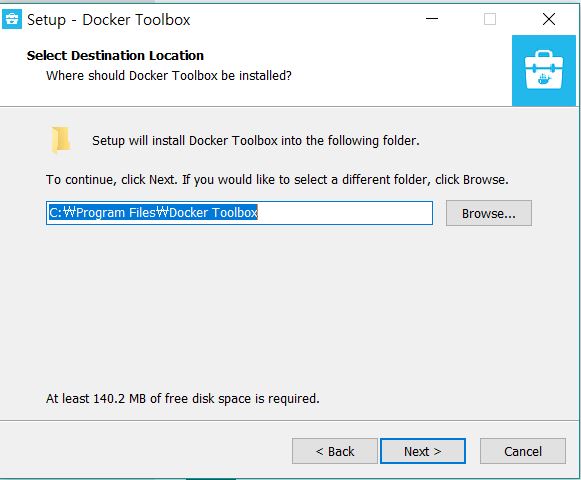 Setup - Docker Toolbox
Select Destination Location
Where should Docker Toolbox be installed?
Setup will install Docker Toolbox into the following folder.
To continue, click Next. If you would like to select a different folder, click Browse.
C:₩Program Files₩Docker Toolbox
Browse...
At least 140.2 MB of free disk space is required.
< Back
Next >
Cancel